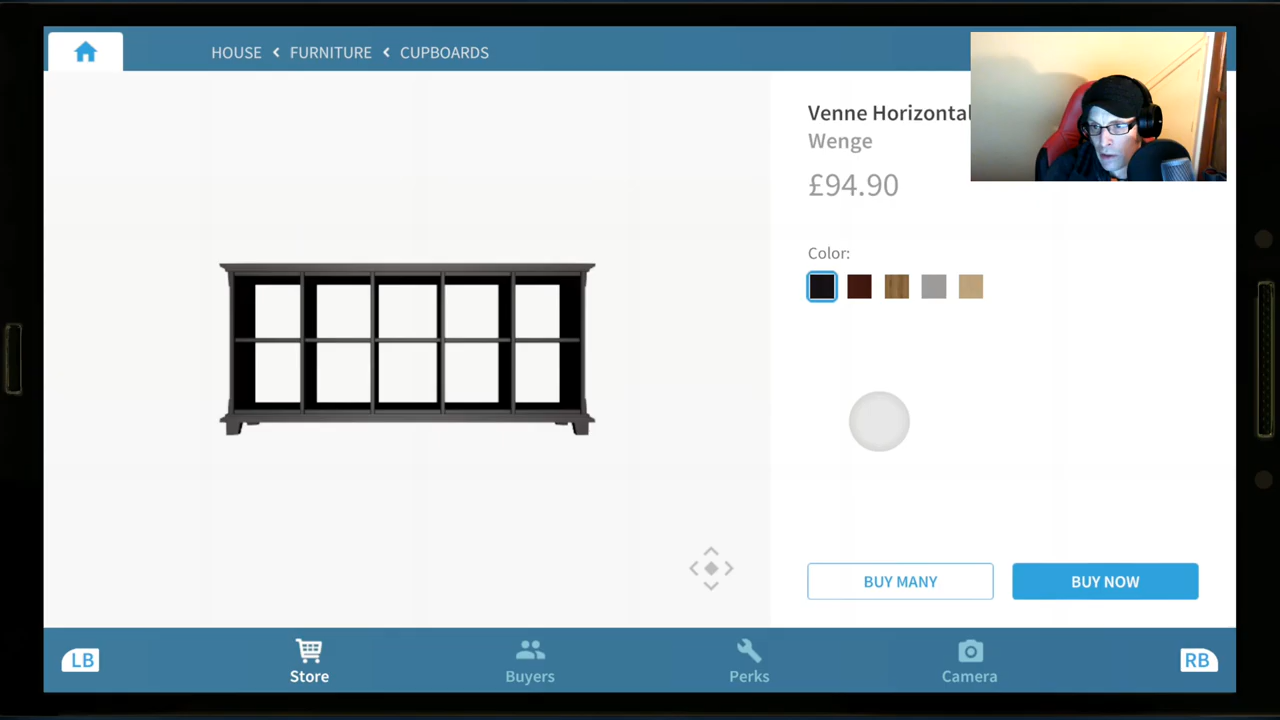 HOUSE < FURNITURE < CUPBOARDS
Venne Horizontal
Wenge
£94.90
Color:
BUY MANY
BUY NOW
LB
Store
Buyers
Perks
Camera
RB